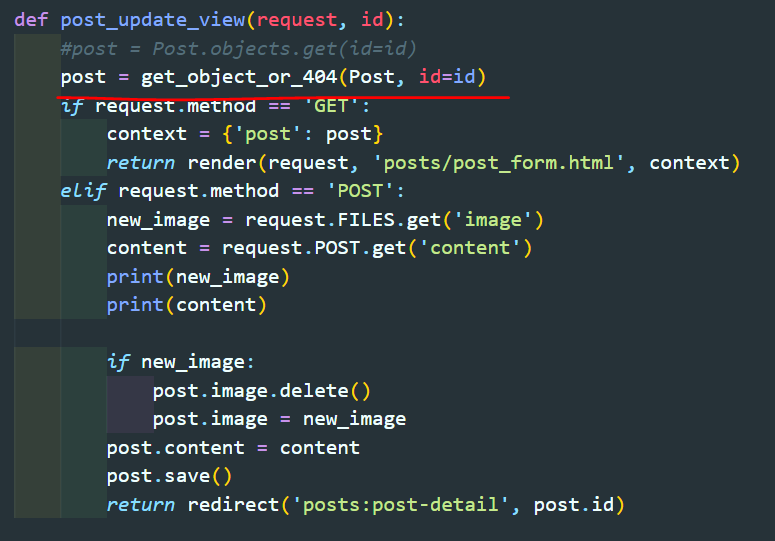 def post_update_view(request, id):
    #post = Post.objects.get(id=id)
    post = get_object_or_404(Post, id=id)
    if request.method == 'GET':
        context = {'post': post}
        return render(request, 'posts/post_form.html', context)
    elif request.method == 'POST':
        new_image = request.FILES.get('image')
        content = request.POST.get('content')
        print(new_image)
        print(content)

        if new_image:
            post.image.delete()
            post.image = new_image
        post.content = content
        post.save()
        return redirect('posts:post-detail', post.id)